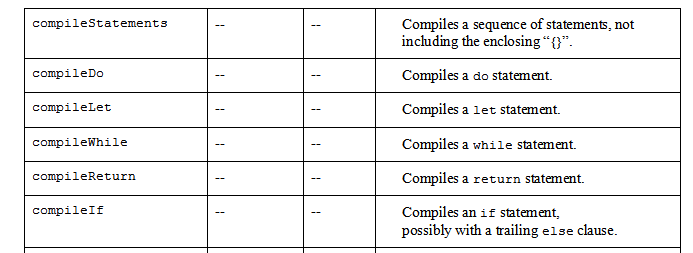 compileStatements -- -- Compiles a sequence of statements, not
including the enclosing “{}”.
compileDo -- -- Compiles a do statement.
compileLet -- -- Compiles a let statement.
compileWhile -- -- Compiles a while statement.
compileReturn -- -- Compiles a return statement.
compileIf -- -- Compiles an if statement,
possibly with a trailing else clause.